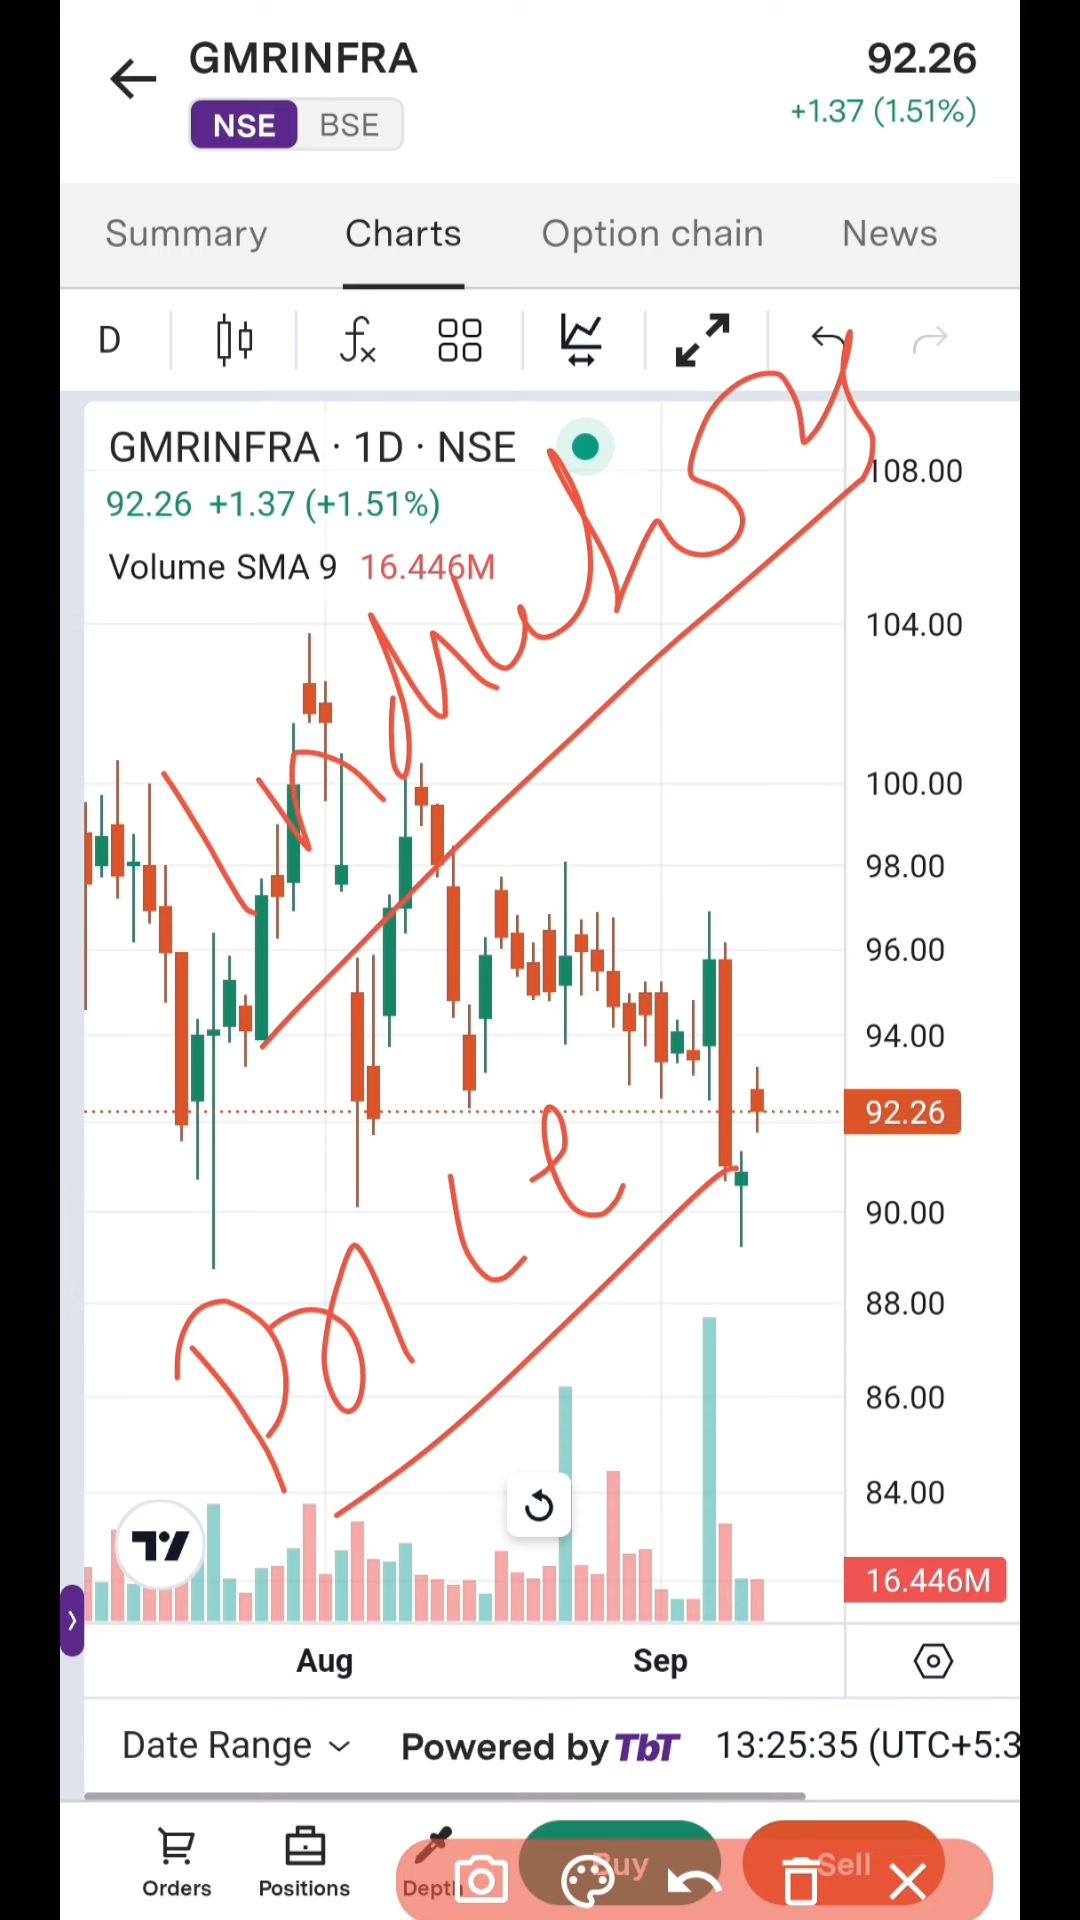 GMRINFRA
92.26
NSE BSE
+1.37 (1.51%)
Summary Charts Option chain News
D
GMRINFRA · 1D · NSE
92.26 +1.37 (+1.51%)
Volume SMA 9 16.446M
108.00
104.00
100.00
98.00
96.00
94.00
92.26
90.00
88.00
86.00
84.00
16.446M
Aug Sep
Date Range Powered by TbT 13:25:35 (UTC+5:3
Orders Positions Depth Buy Sell